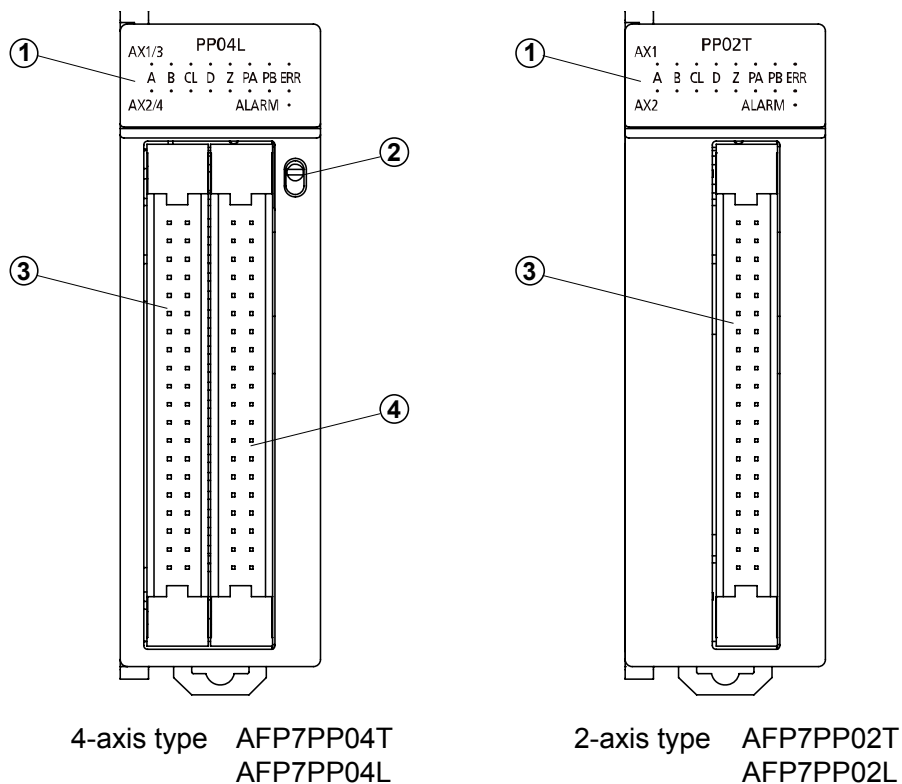 PP04L
AX1/3
A B CL D Z PA PB ERR
AX2/4 ALARM
1
2
3
4
4-axis type AFP7PP04T
AFP7PP04L
PP02T
AX1
A B CL D Z PA PB ERR
AX2 ALARM
1
3
2-axis type AFP7PP02T
AFP7PP02L